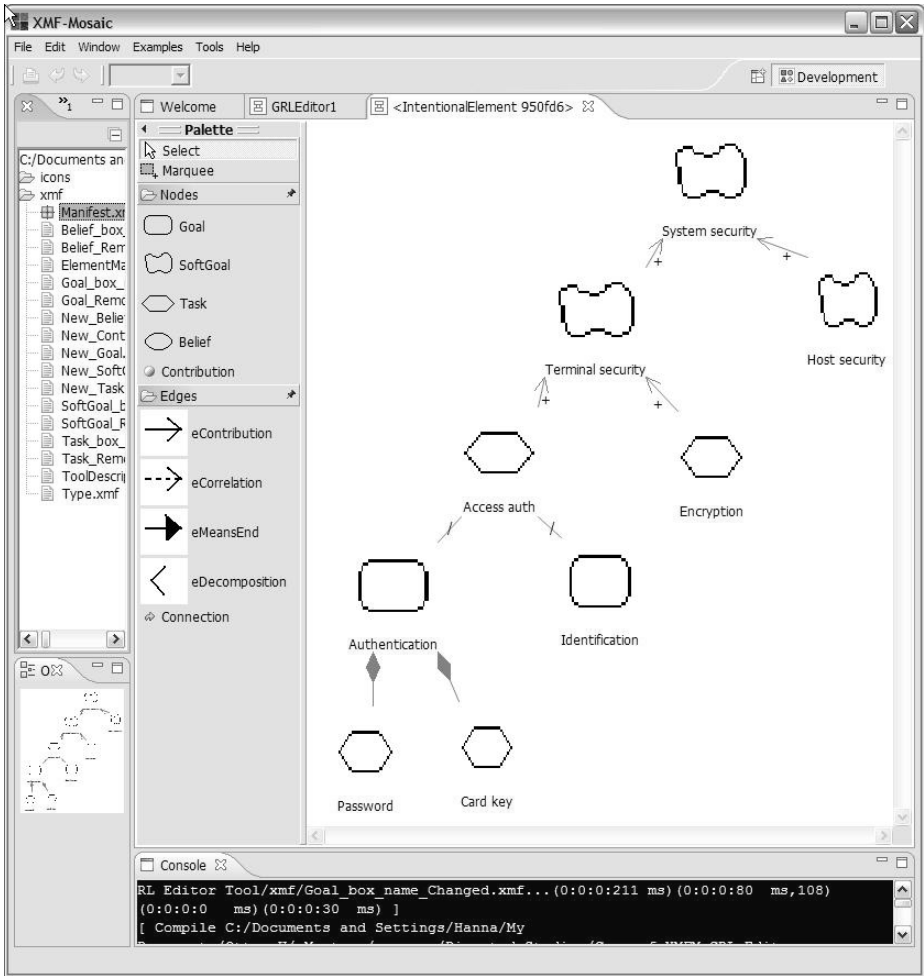 XMF-Mosaic
File Edit Window Examples Tools Help
Development
»1
Welcome
GRLEditor1
<IntentionalElement 950fd6>
C:/Documents an
icons
xmf
Manifest.xr
Belief_box_
Belief_Rem
ElementMa
Goal_box_
Goal_Remo
New_Belie
New_Cont
New_Goal.
New_Soft
New_Task
SoftGoal_b
SoftGoal_R
Task_box_
Task_Remo
ToolDescrip
Type.xmf
Palette
Select
Marquee
Nodes
Goal
SoftGoal
Task
Belief
Contribution
Edges
eContribution
eCorrelation
eMeansEnd
eDecomposition
Connection
System security
+
+
Terminal security
Host security
+
+
Access auth
Encryption
/
/
Authentication
Identification
Password
Card key
O
Console
RL Editor Tool/xmf/Goal_box_name_Changed.xmf...(0:0:0:211 ms)(0:0:0:80 ms,108)
(0:0:0:0 ms)(0:0:0:30 ms) ]
[ Compile C:/Documents and Settings/Hanna/My